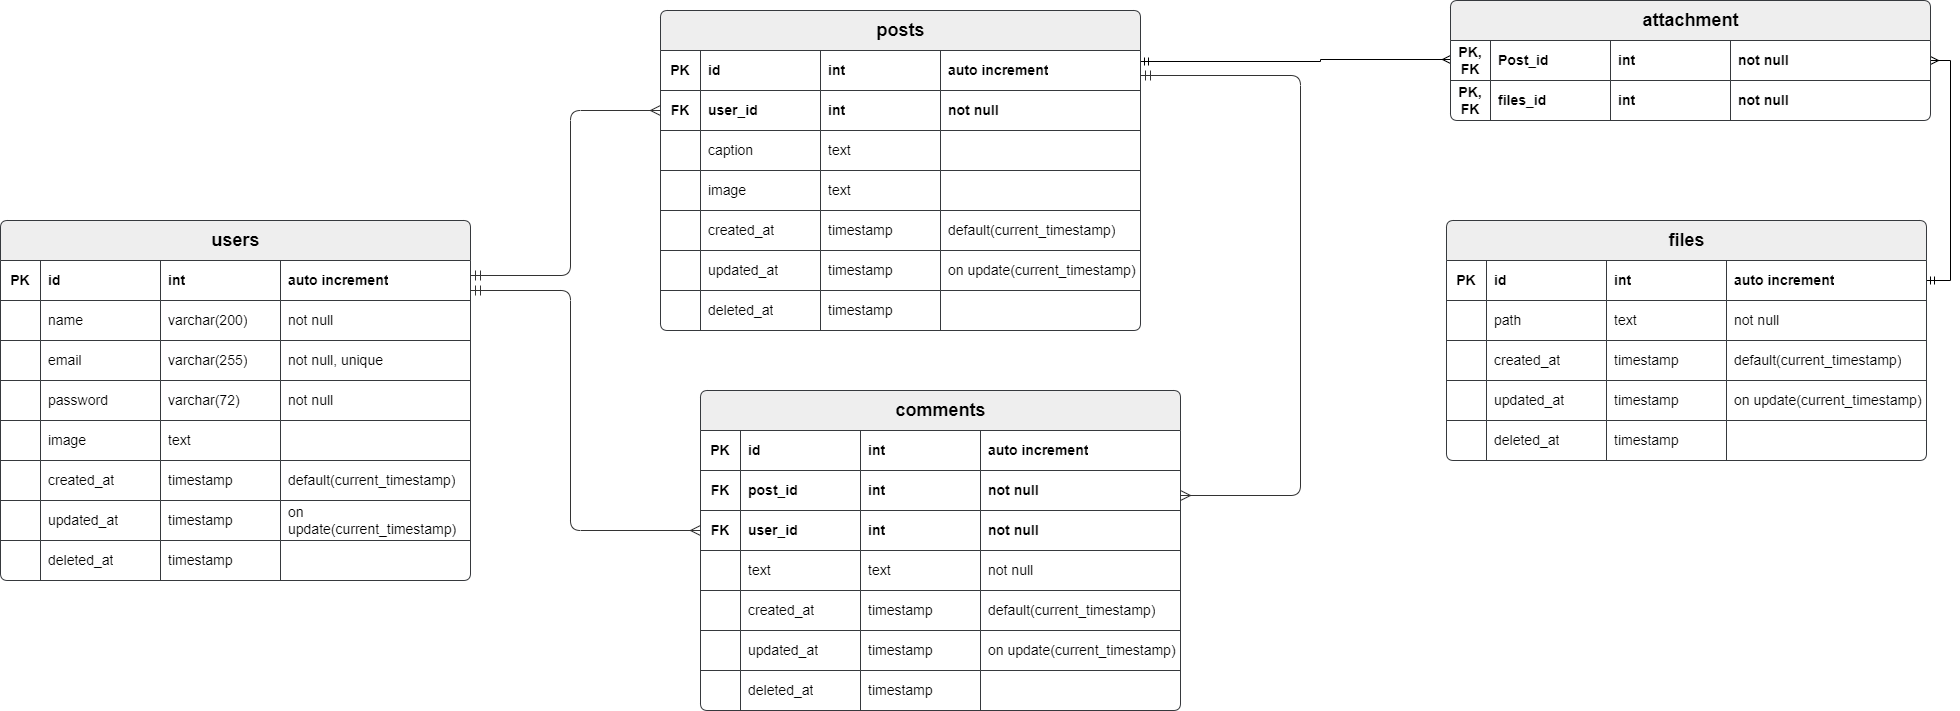 posts
PK id int auto increment
FK user_id int not null
caption text
image text
created_at timestamp default(current_timestamp)
updated_at timestamp on update(current_timestamp)
deleted_at timestamp
attachment
PK,
FK Post_id int not null
PK,
FK files_id int not null
users
PK id int auto increment
name varchar(200) not null
email varchar(255) not null, unique
password varchar(72) not null
image text
created_at timestamp default(current_timestamp)
updated_at timestamp on
update(current_timestamp)
deleted_at timestamp
files
PK id int auto increment
path text not null
created_at timestamp default(current_timestamp)
updated_at timestamp on update(current_timestamp)
deleted_at timestamp
comments
PK id int auto increment
FK post_id int not null
FK user_id int not null
text text not null
created_at timestamp default(current_timestamp)
updated_at timestamp on update(current_timestamp)
deleted_at timestamp